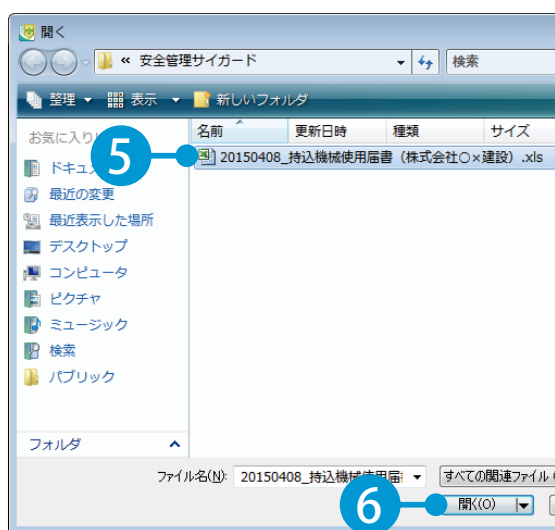 開く
« 安全管理サイガード
検索
整理 ▼ 表示 ▼ 新しいフォルダ
お気に入り
名前 更新日時 種類 サイズ
5
20150408_持込機械使用届書（株式会社○×建設）.xls
ドキュ
最近の変更
最近表示した場所
デスクトップ
コンピュータ
ピクチャ
ミュージック
検索
パブリック
フォルダ
ファイル名(N): 20150408_持込機械使用届
すべての関連ファイル
6
開く(O)